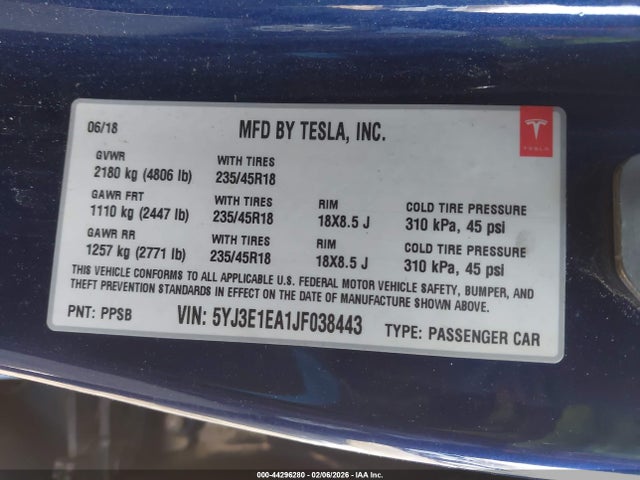 06/18
MFD BY TESLA, INC.
TESLA
GVWR
2180 kg (4806 lb)
WITH TIRES
235/45R18
GAWR FRT
1110 kg (2447 lb)
WITH TIRES
235/45R18
RIM
18X8.5 J
COLD TIRE PRESSURE
310 kPa, 45 psi
GAWR RR
1257 kg (2771 lb)
WITH TIRES
235/45R18
RIM
18X8.5 J
COLD TIRE PRESSURE
310 kPa, 45 psi
THIS VEHICLE CONFORMS TO ALL APPLICABLE U.S. FEDERAL MOTOR VEHICLE SAFETY, BUMPER, AND
THEFT PREVENTION STANDARDS IN EFFECT ON THE DATE OF MANUFACTURE SHOWN ABOVE.
PNT: PPSB
VIN: 5YJ3E1EA1JF038443
TYPE: PASSENGER CAR
000-44296280 - 02/06/2026 - IAA Inc.